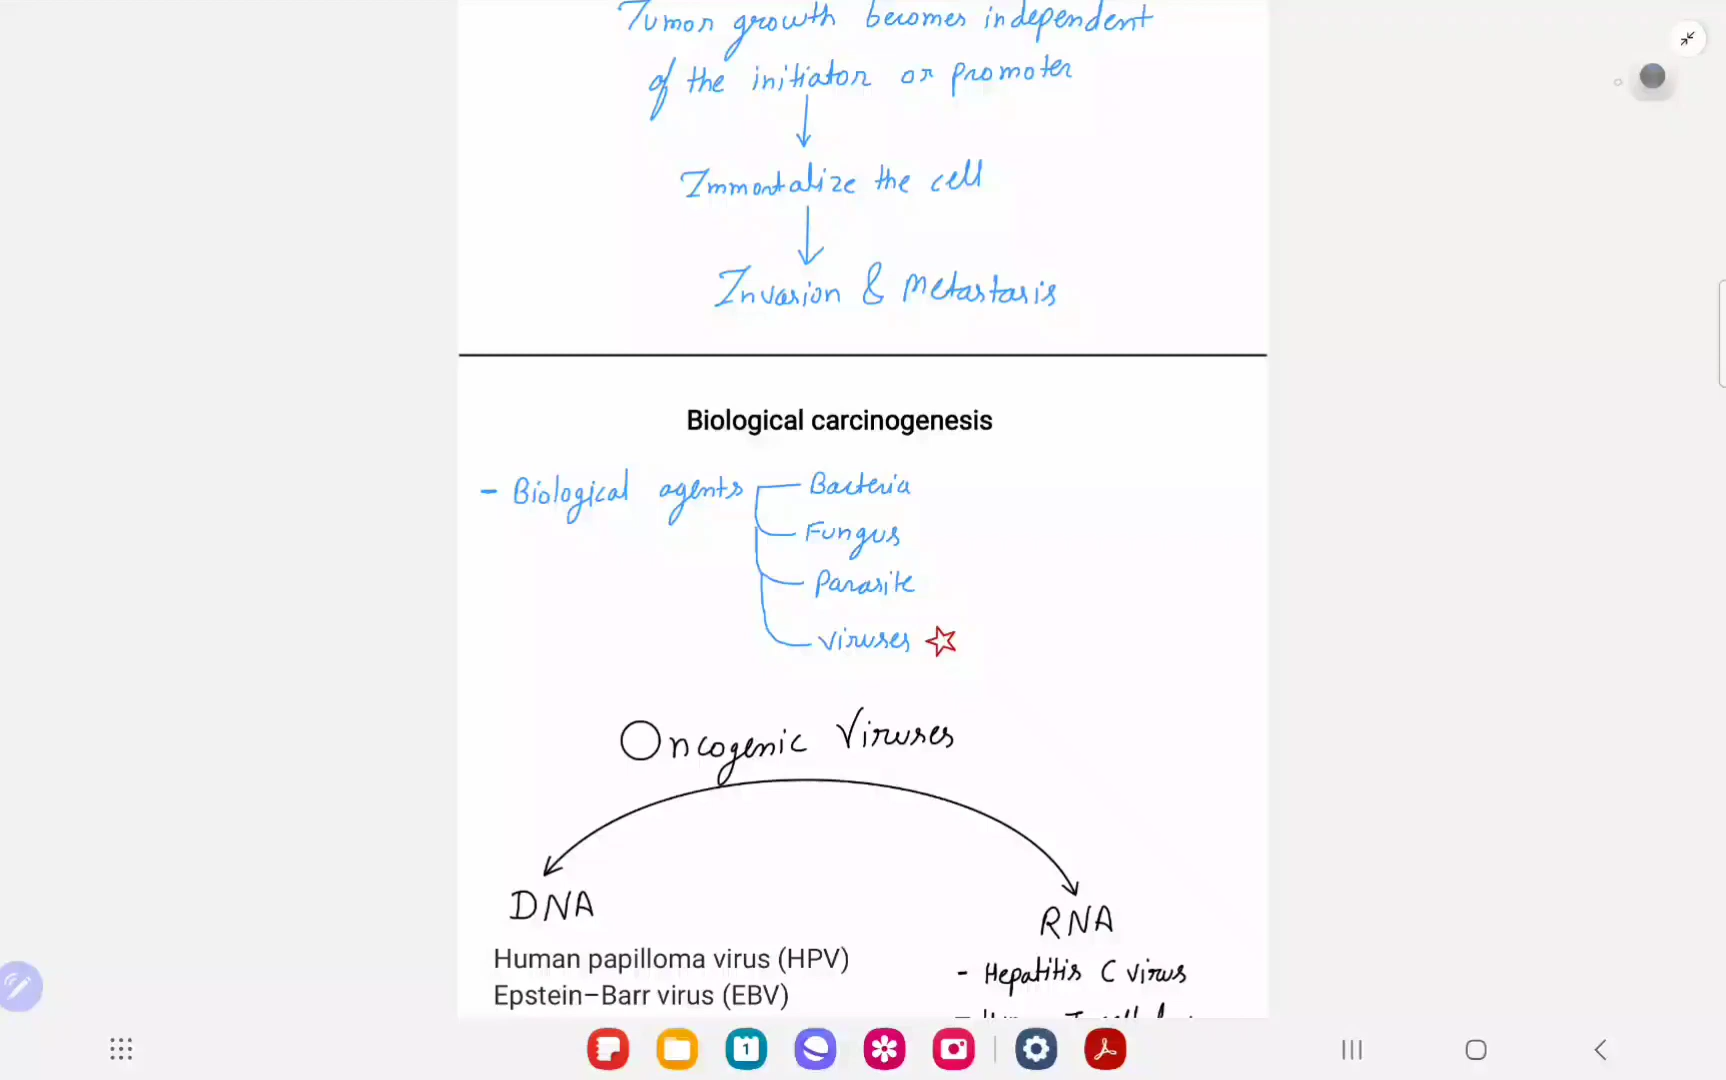 Tumor growth becomes independent
of the initiator or promoter
Immortalize the cell
Invasion & Metastasis
Biological carcinogenesis
- Biological agents
Bacteria
Fungus
Parasite
Viruses
Oncogenic Viruses
DNA
RNA
Human papilloma virus (HPV)
- Hepatitis C virus
Epstein–Barr virus (EBV)
1